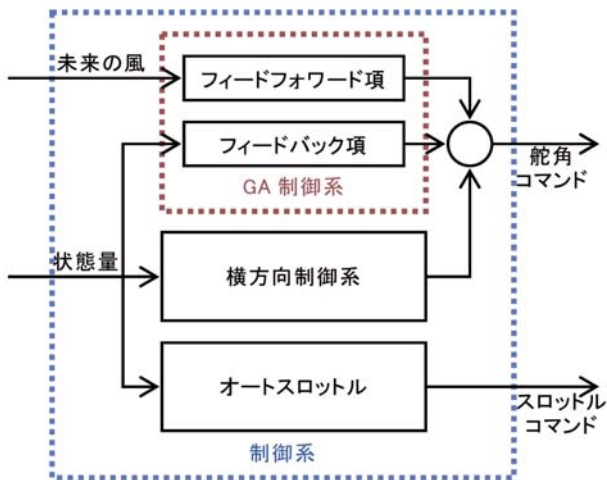 未来の風
フィードフォワード項
フィードバック項
GA 制御系
舵角
コマンド
状態量
横方向制御系
オートスロットル
スロットル
コマンド
制御系